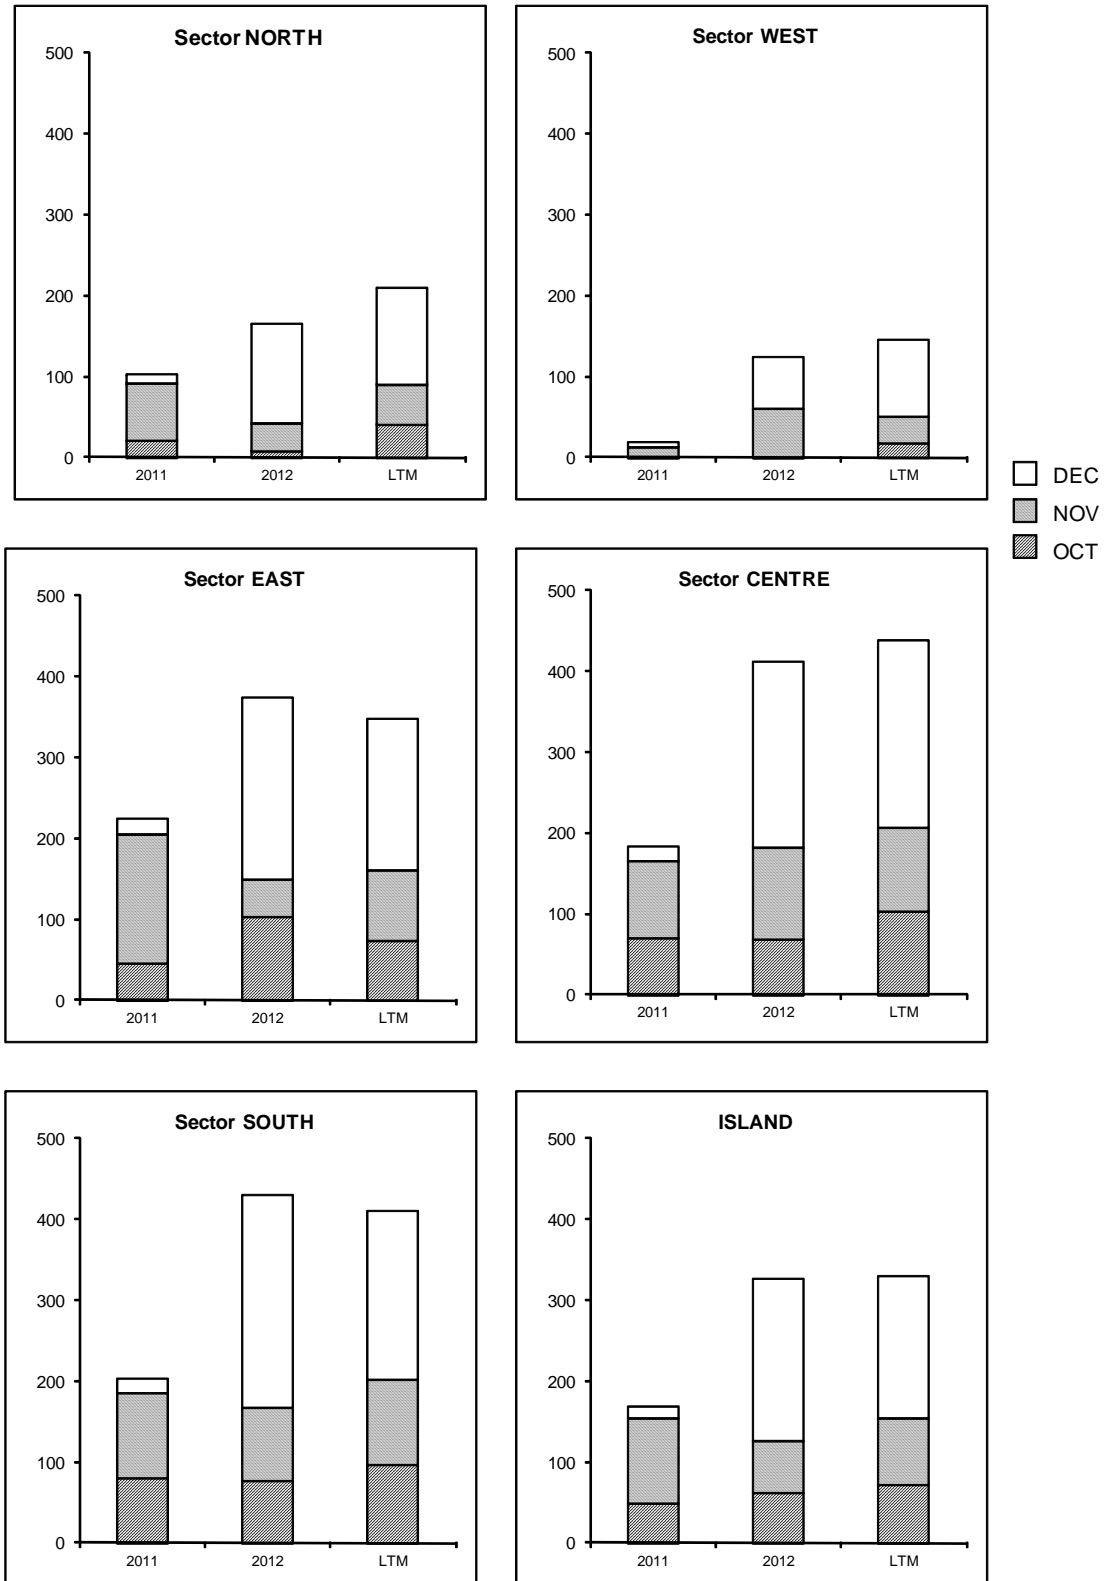 Sector NORTH
500
400
300
200
100
0
2011 2012 LTM
Sector WEST
500
400
300
200
100
0
2011 2012 LTM
DEC
NOV
OCT
Sector EAST
500
400
300
200
100
0
2011 2012 LTM
Sector CENTRE
500
400
300
200
100
0
2011 2012 LTM
Sector SOUTH
500
400
300
200
100
0
2011 2012 LTM
ISLAND
500
400
300
200
100
0
2011 2012 LTM